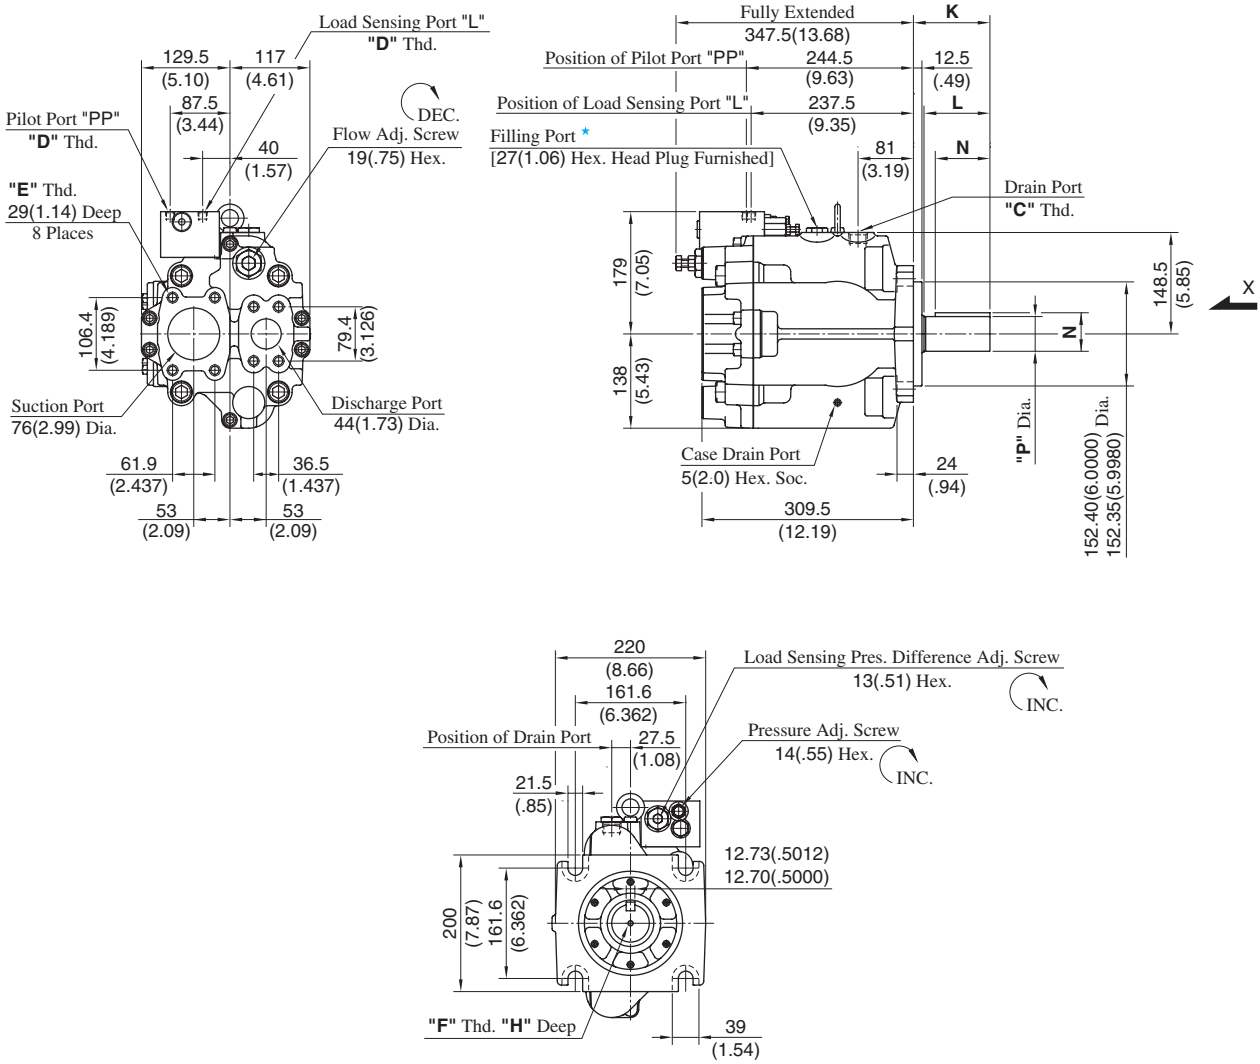 Load Sensing Port "L"
"D" Thd.
129.5
(5.10)
117
(4.61)
87.5
(3.44)
Pilot Port "PP"
"D" Thd.
40
(1.57)
DEC.
Flow Adj. Screw
19(.75) Hex.
"E" Thd.
29(1.14) Deep
8 Places
106.4
(4.189)
79.4
(3.126)
Suction Port
76(2.99) Dia.
Discharge Port
44(1.73) Dia.
61.9
(2.437)
36.5
(1.437)
53
(2.09)
53
(2.09)
Fully Extended
347.5(13.68)
K
Position of Pilot Port "PP"
244.5
(9.63)
12.5
(.49)
Position of Load Sensing Port "L"
237.5
(9.35)
L
Filling Port ★
[27(1.06) Hex. Head Plug Furnished]
81
(3.19)
N
Drain Port
"C" Thd.
179
(7.05)
138
(5.43)
148.5
(5.85)
X
N
"P" Dia.
152.40(6.0000)
152.35(5.9980)
Dia.
Case Drain Port
5(2.0) Hex. Soc.
24
(.94)
309.5
(12.19)
220
(8.66)
161.6
(6.362)
Load Sensing Pres. Difference Adj. Screw
13(.51) Hex.
INC.
Position of Drain Port
27.5
(1.08)
Pressure Adj. Screw
14(.55) Hex.
INC.
21.5
(.85)
12.73(.5012)
12.70(.5000)
200
(7.87)
161.6
(6.362)
"F" Thd. "H" Deep
39
(1.54)